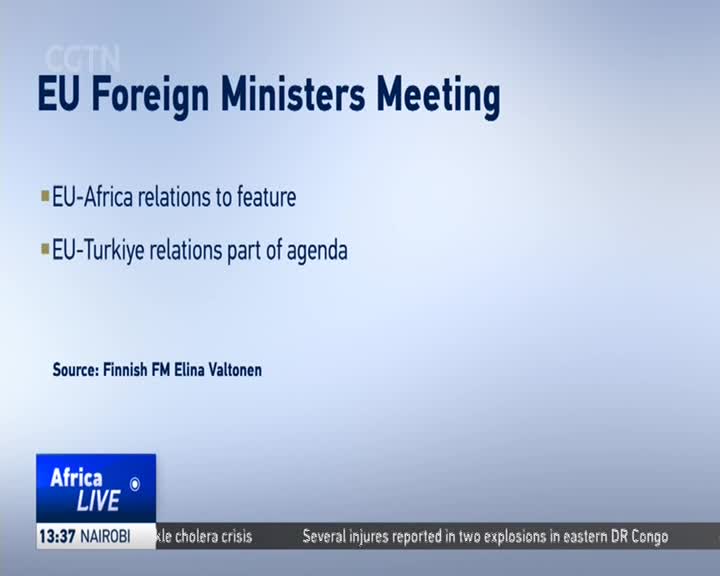 CGTN
EU Foreign Ministers Meeting
EU-Africa relations to feature
EU-Turkiye relations part of agenda
Source: Finnish FM Elina Valtonen
Africa
LIVE
13:37 NAIROBI
cholera crisis Several injures reported in two explosions in eastern DR Congo